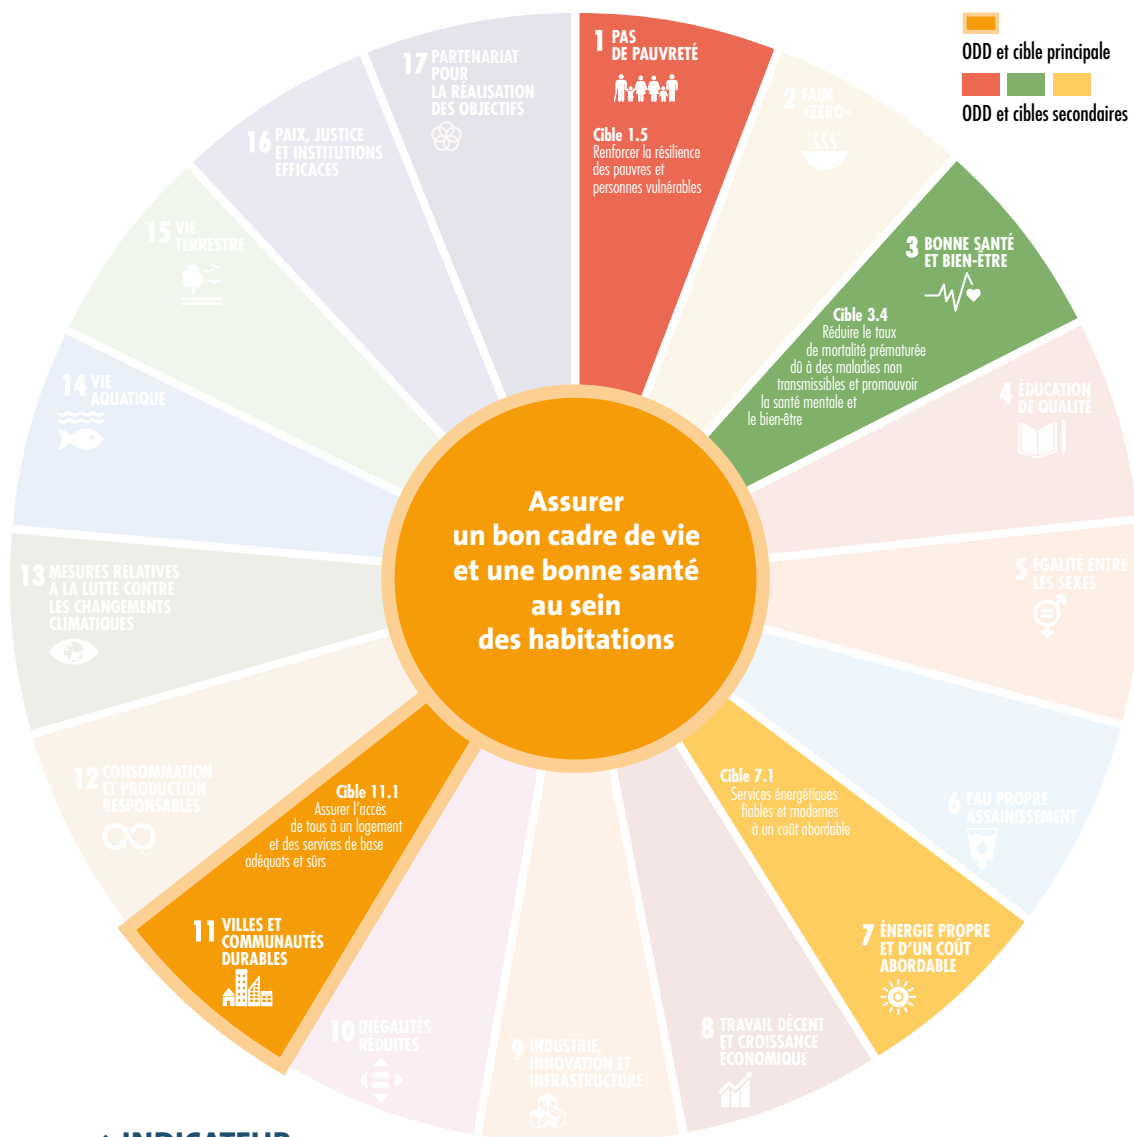 ODD et cible principale
ODD et cibles secondaires
1 PAS
DE PAUVRETÉ
Cible 1.5
Renforcer la résilience
des pauvres et
personnes vulnérables
2 FAIM
«ZÉRO»
3 BONNE SANTÉ
ET BIEN-ÊTRE
Cible 3.4
Réduire le taux
de mortalité prématurée
dû à des maladies non
transmissibles et promouvoir
la santé mentale et
le bien-être
4 ÉDUCATION
DE QUALITÉ
5 ÉGALITÉ ENTRE
LES SEXES
6 EAU PROPRE
ASSAINISSEMENT
Cible 7.1
Services énergétiques
fiables et modernes
à un coût abordable
7 ÉNERGIE PROPRE
ET D'UN COÛT
ABORDABLE
8 TRAVAIL DÉCENT
ET CROISSANCE
ÉCONOMIQUE
9 INDUSTRIE,
INNOVATION ET
INFRASTRUCTURE
10 INÉGALITÉS
RÉDUITES
Cible 11.1
Assurer l'accès
de tous à un logement
et des services de base
adéquats et sûrs
11 VILLES ET
COMMUNAUTÉS
DURABLES
12 CONSOMMATION
ET PRODUCTION
RESPONSABLES
13 MESURES RELATIVES
À LA LUTTE CONTRE
LES CHANGEMENTS
CLIMATIQUES
14 VIE
AQUATIQUE
15 VIE
TERRESTRE
16 PAIX, JUSTICE
ET INSTITUTIONS
EFFICACES
17 PARTENARIAT
POUR
LA RÉALISATION
DES OBJECTIFS
Assurer
un bon cadre de vie
et une bonne santé
au sein
des habitations
INDICATEUR